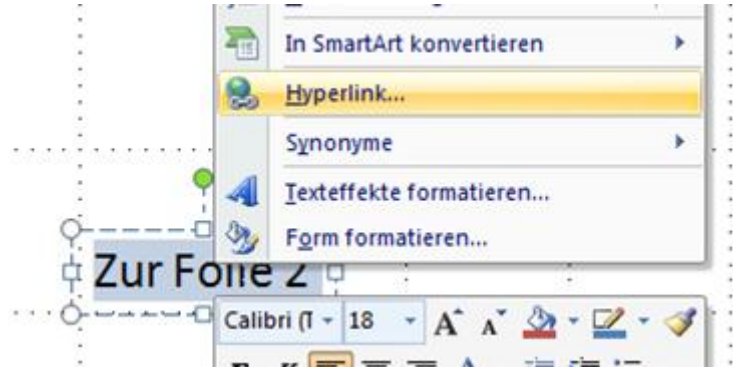 In SmartArt konvertieren
Hyperlink...
Synonyme
Texteffekte formatieren...
Form formatieren...
Zur Folie 2
Calibri (T 18 A A
F K